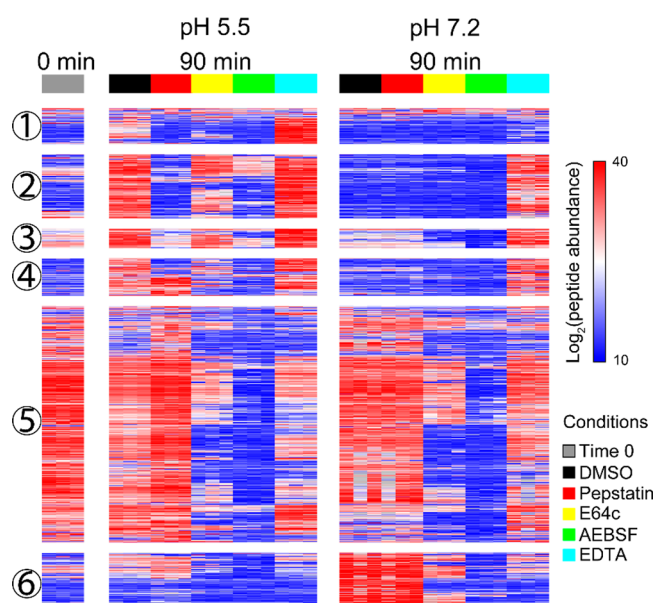 pH 5.5 pH 7.2
0 min 90 min 90 min
1
2
3
4
5
6
40
Log2(peptide abundance)
10
Conditions
Time 0
DMSO
Pepstatin
E64c
AEBSF
EDTA